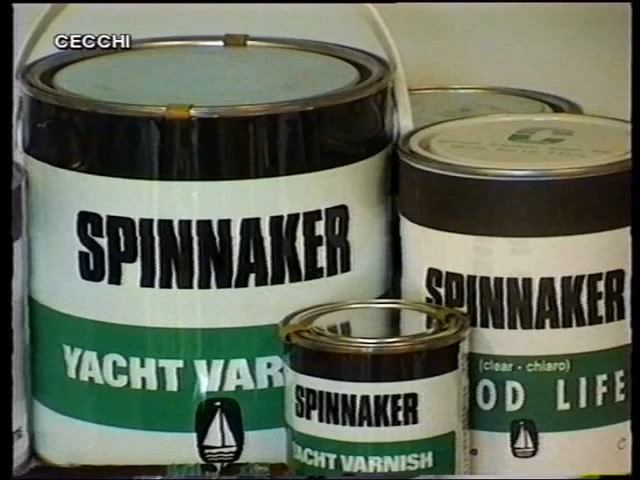 CECCHI
SPINNAKER
YACHT VAR
SPINNAKER
YACHT VARNISH
C
SPINNAKER
(clear - chiaro)
OD LIFE